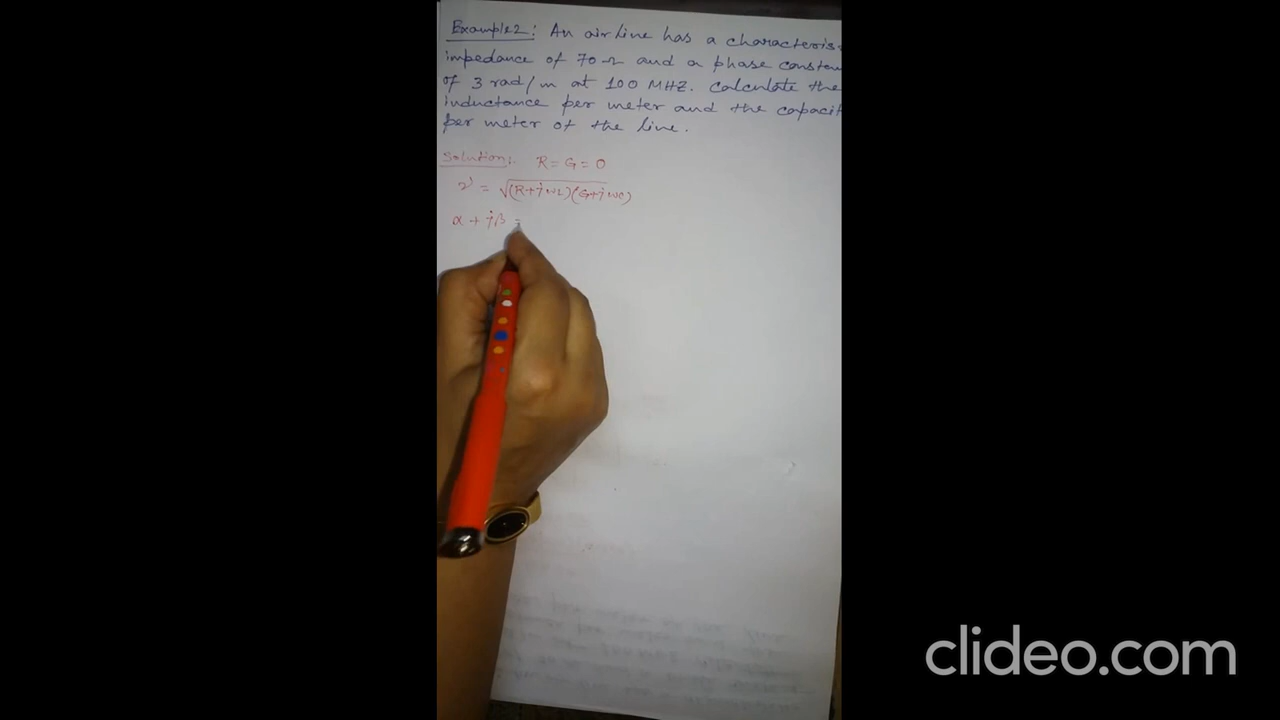 Example 2: An air line has a characteris
impedance of 70 Ω and a phase constan
of 3 rad/m at 100 MHZ. Calculate the
inductance per meter and the capacit
per meter of the line.
Solution: R = G = 0
γ = √(R+jωL)(G+jωC)
α + jβ =
clideo.com